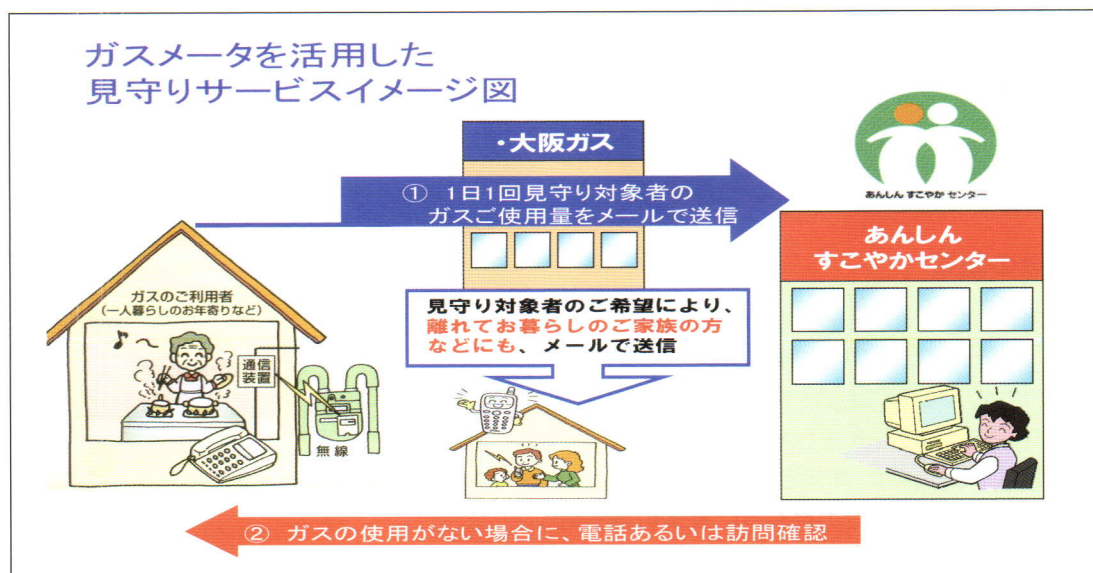 ガスメータを活用した
見守りサービスイメージ図
・大阪ガス
① 1日1回見守り対象者の
ガスご使用量をメールで送信
あんしん すこやか センター
あんしん
すこやかセンター
ガスのご利用者
(一人暮らしのお年寄りなど)
通信
装置
無線
見守り対象者のご希望により、
離れてお暮らしのご家族の方
などにも、メールで送信
② ガスの使用がない場合に、電話あるいは訪問確認